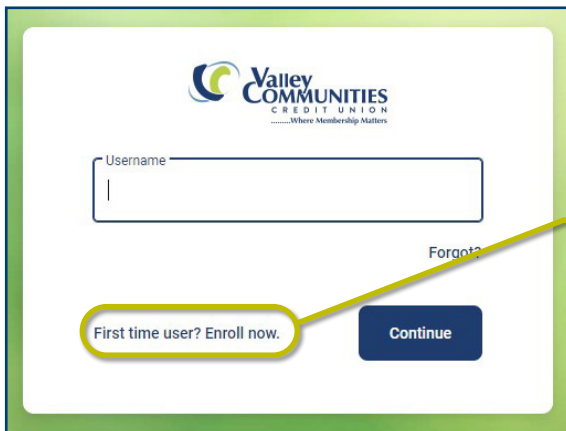 Valley
COMMUNITIES
CREDIT UNION
.........Where Membership Matters
Username
Forgot?
First time user? Enroll now.
Continue